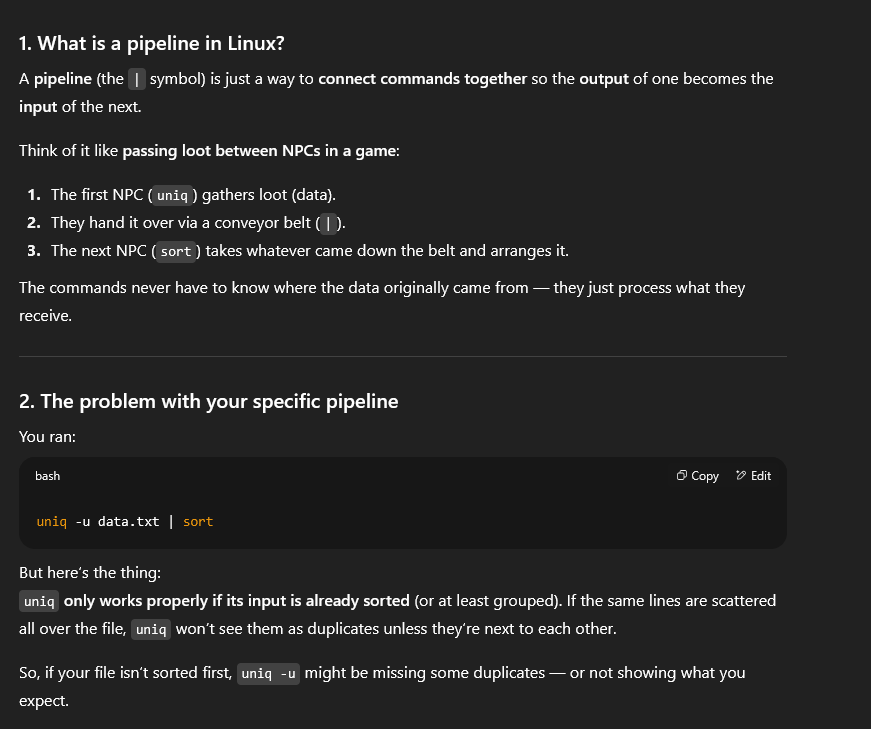 1. What is a pipeline in Linux?
A pipeline (the | symbol) is just a way to connect commands together so the output of one becomes the
input of the next.
Think of it like passing loot between NPCs in a game:
1. The first NPC (uniq) gathers loot (data).
2. They hand it over via a conveyor belt (|).
3. The next NPC (sort) takes whatever came down the belt and arranges it.
The commands never have to know where the data originally came from — they just process what they
receive.
2. The problem with your specific pipeline
You ran:
bash Copy Edit
uniq -u data.txt | sort
But here's the thing:
uniq only works properly if its input is already sorted (or at least grouped). If the same lines are scattered
all over the file, uniq won't see them as duplicates unless they're next to each other.
So, if your file isn't sorted first, uniq -u might be missing some duplicates — or not showing what you
expect.